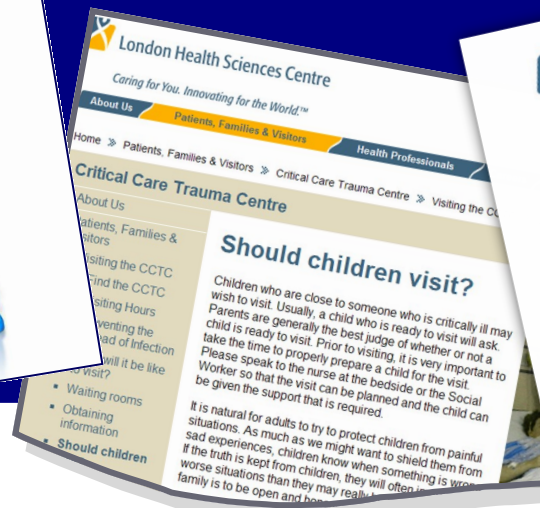 London Health Sciences Centre
Caring for You. Innovating for the World.™
About Us
Patients, Families & Visitors
Health Professionals
Home » Patients, Families & Visitors » Critical Care Trauma Centre » Visiting the
Critical Care Trauma Centre
About Us
Families &
the CCTC
the CCTC
Hours
of Infection
will it be like
visit?
▪ Waiting rooms
▪ Obtaining
information
▪ Should children
Should children visit?
Children who are close to someone who is critically ill may
wish to visit. Usually, a child who is ready to visit will ask.
Parents are generally the best judge of whether or not a
child is ready to visit. Prior to visiting, it is very important to
take the time to properly prepare a child for the visit.
Please speak to the nurse at the bedside or the Social
Worker so that the visit can be planned and the child can
be given the support that is required.
It is natural for adults to try to protect children from painful
situations. As much as we might want to shield them from
sad experiences, children know when something is
If the truth is kept from children, they will often
worse situations than they may really
family is to be open and